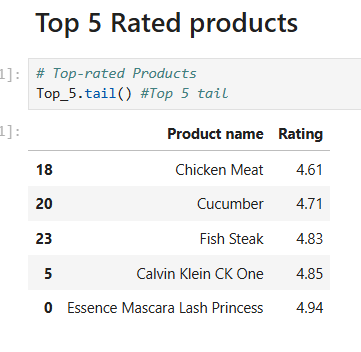 Top 5 Rated products
1]: # Top-rated Products
Top_5.tail() #Top 5 tail
1]: Product name Rating
18 Chicken Meat 4.61
20 Cucumber 4.71
23 Fish Steak 4.83
5 Calvin Klein CK One 4.85
0 Essence Mascara Lash Princess 4.94